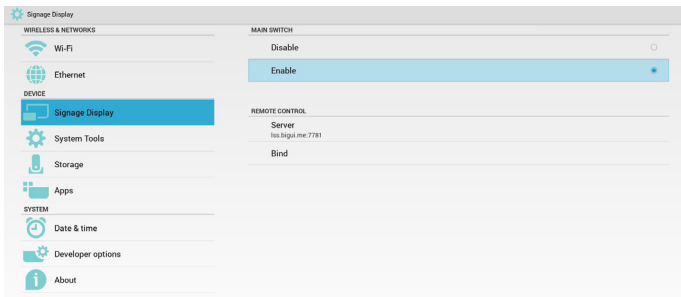 Signage Display
WIRELESS & NETWORKS
Wi-Fi
Ethernet
DEVICE
Signage Display
System Tools
Storage
Apps
SYSTEM
Date & time
Developer options
About
MAIN SWITCH
Disable
Enable
REMOTE CONTROL
Server
lss.bigui.me:7781
Bind